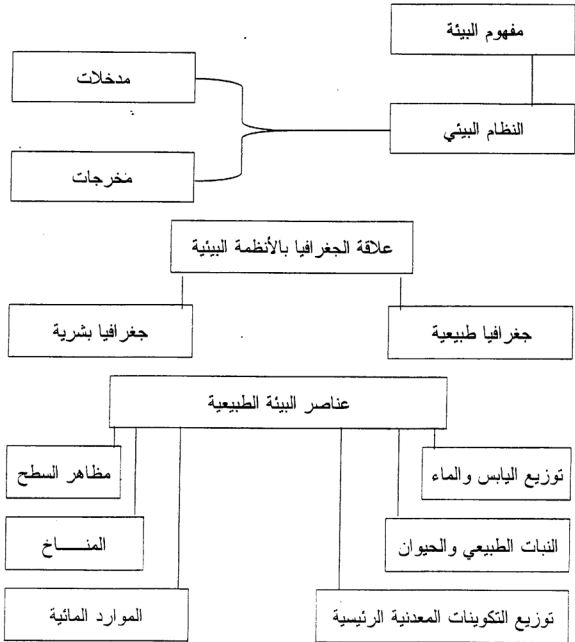 مفهوم البيئة
النظام البيئي
مدخلات
مخرجات
علاقة الجغرافيا بالأنظمة البيئية
جغرافيا طبيعية
جغرافيا بشرية
عناصر البيئة الطبيعية
توزيع اليابس والماء
مظاهر السطح
النبات الطبيعي والحيوان
المنـــــاخ
توزيع التكوينات المعدنية الرئيسية
الموارد المائية